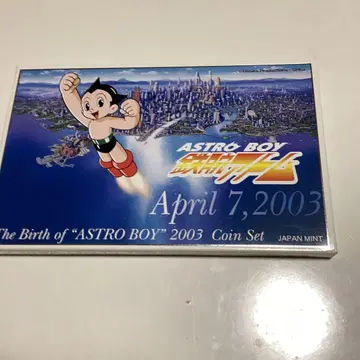 ASTRO BOY
鉄腕アトム
April 7,2003
The Birth of "ASTRO BOY" 2003 Coin Set
JAPAN MINT